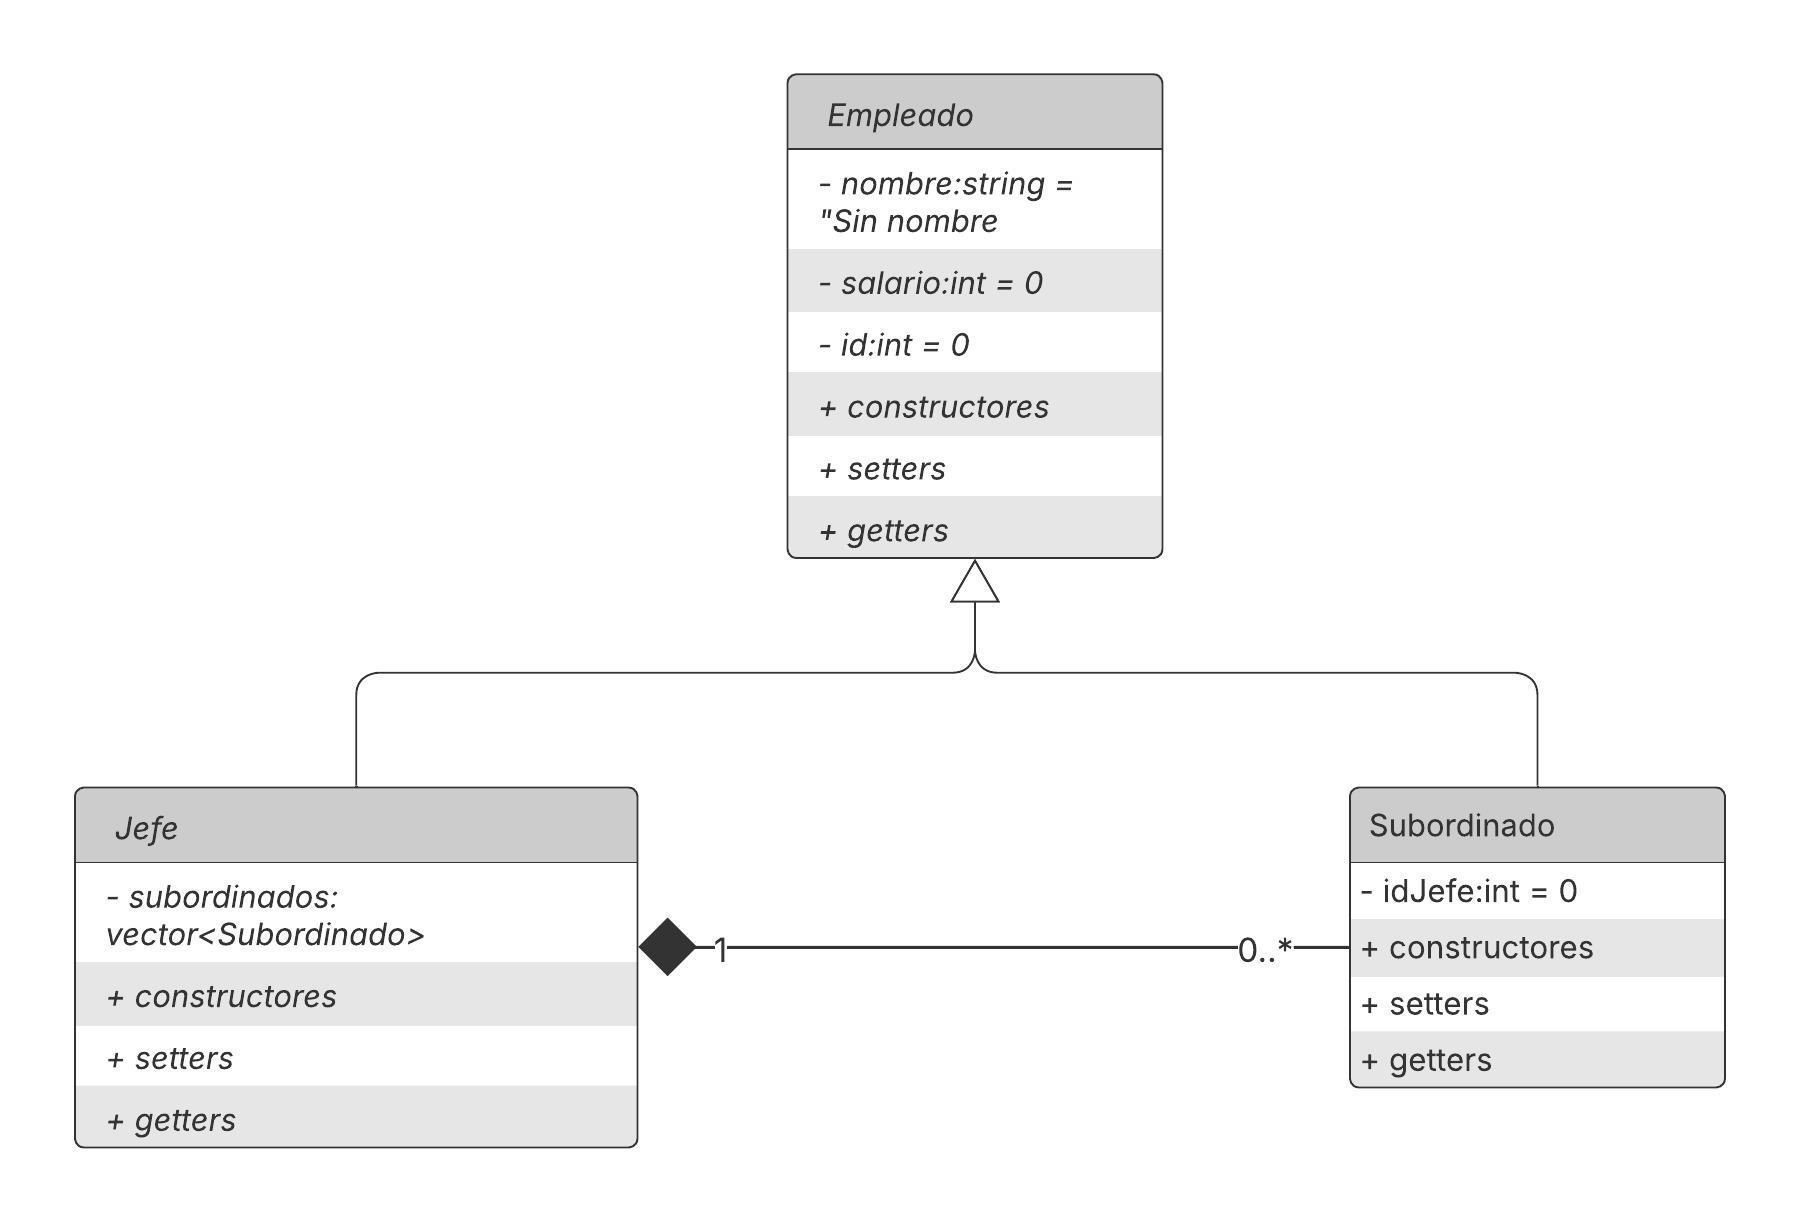 Empleado
- nombre:string =
"Sin nombre
- salario:int = 0
- id:int = 0
+ constructores
+ setters
+ getters
Jefe
- subordinados:
vector<Subordinado>
+ constructores
+ setters
+ getters
1
0..*
Subordinado
- idJefe:int = 0
+ constructores
+ setters
+ getters